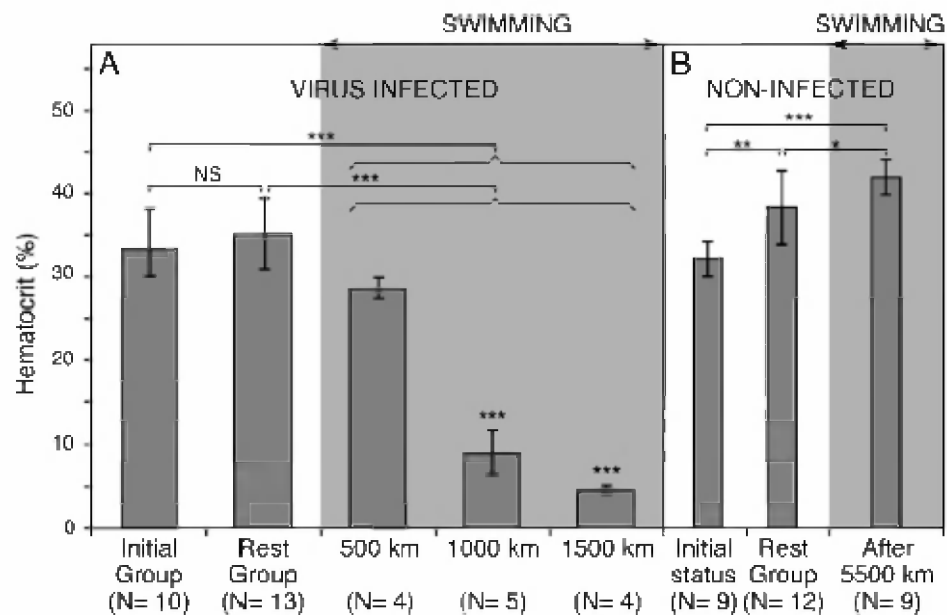 SWIMMING
SWIMMING
A
B
VIRUS INFECTED
NON-INFECTED
***
***
**
*
NS
***
***
***
Hematocrit (%)
50
40
30
20
10
0
Initial Group (N= 10)
Rest Group (N= 13)
500 km (N= 4)
1000 km (N= 5)
1500 km (N= 4)
Initial status (N= 9)
Rest Group (N= 12)
After 5500 km (N= 9)